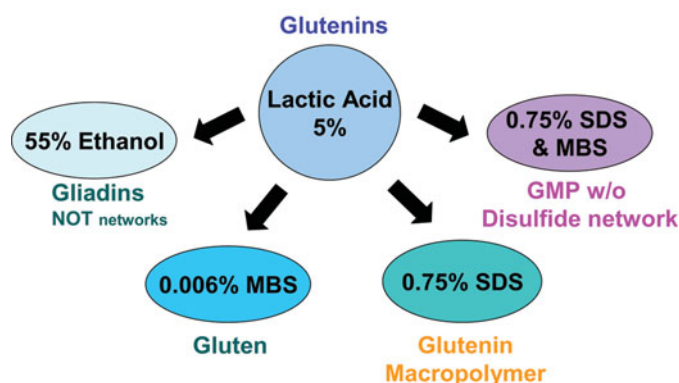 Glutenins
Lactic Acid
5%
55% Ethanol
Gliadins
NOT networks
0.75% SDS
& MBS
GMP w/o
Disulfide network
0.006% MBS
Gluten
0.75% SDS
Glutenin
Macropolymer